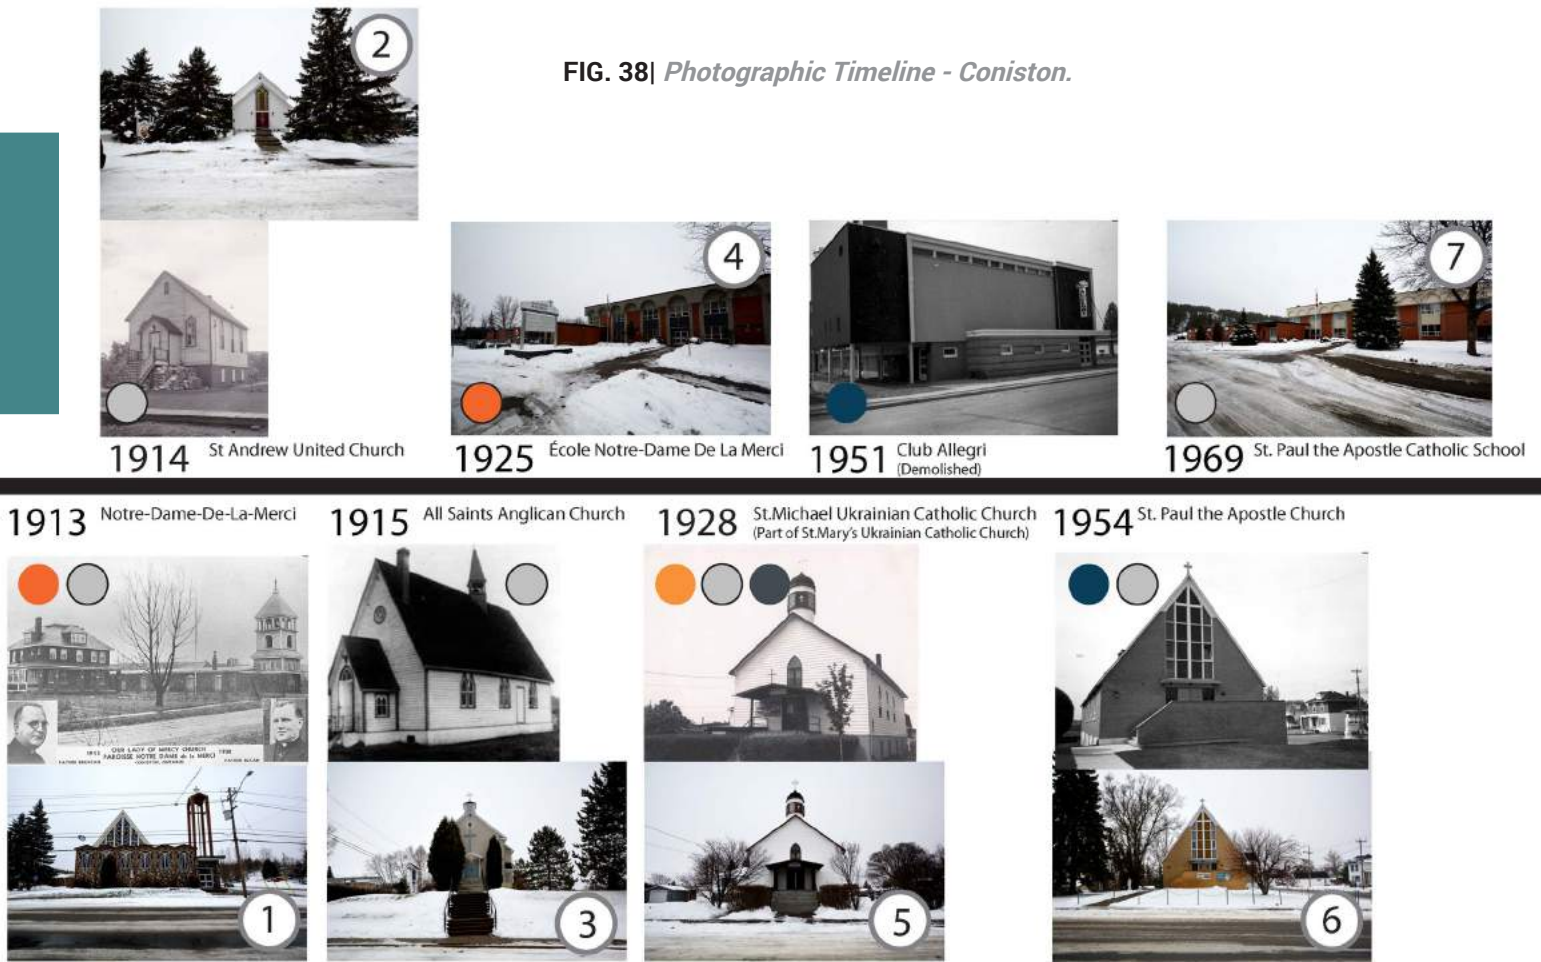 2
FIG. 38| Photographic Timeline - Coniston.
4
7
1914 St Andrew United Church
1925 École Notre-Dame De La Merci
1951 Club Allegri
(Demolished)
1969 St. Paul the Apostle Catholic School
1913 Notre-Dame-De-La-Merci
1915 All Saints Anglican Church
1928 St.Michael Ukrainian Catholic Church
(Part of St.Mary's Ukrainian Catholic Church)
1954 St. Paul the Apostle Church
OUR LADY OF MERCY CHURCH
PAROISSE NOTRE DAME de la MERCI
1
3
5
6